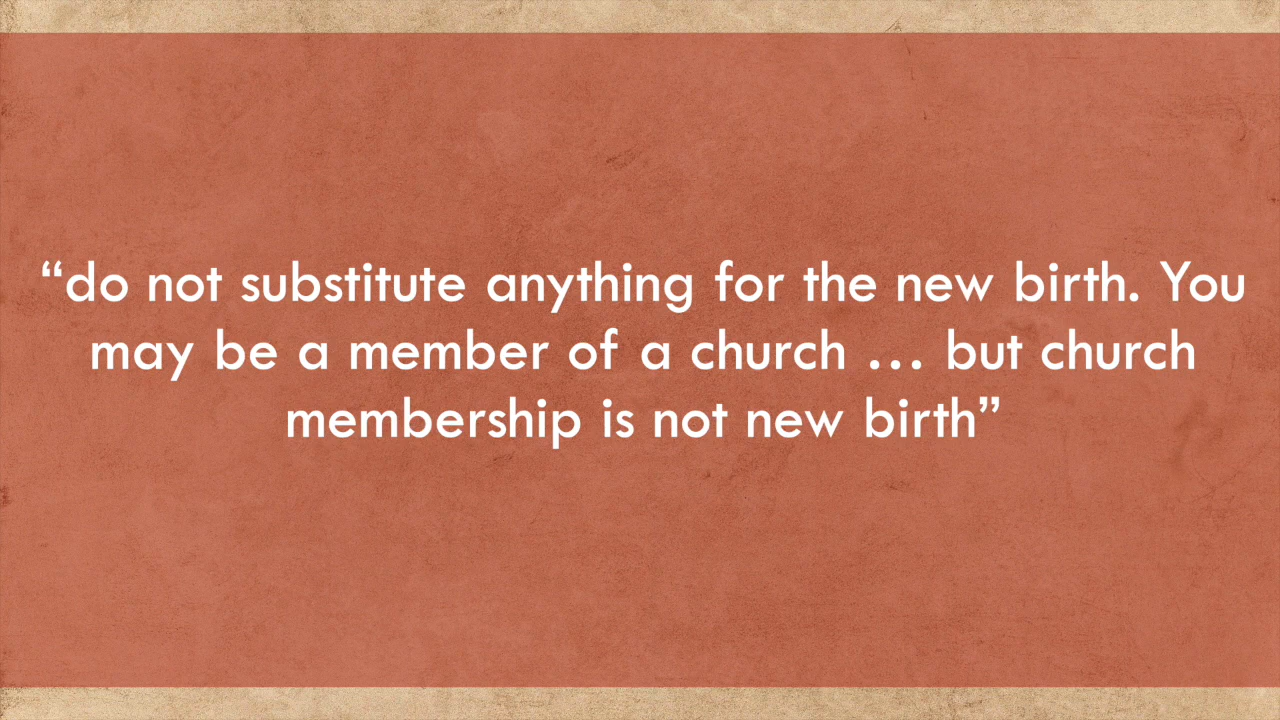 “do not substitute anything for the new birth. You
may be a member of a church … but church
membership is not new birth”